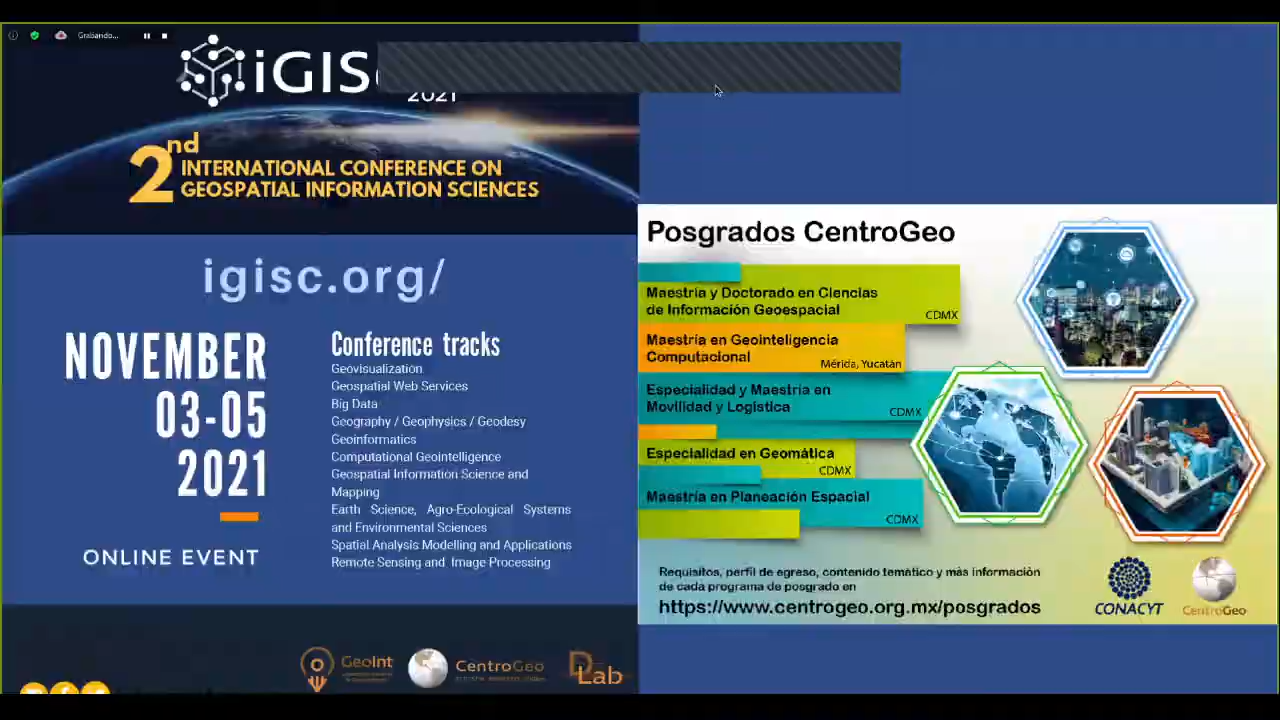 Grabando...
iGISc
2021
2nd
INTERNATIONAL CONFERENCE ON
GEOSPATIAL INFORMATION SCIENCES
igisc.org/
NOVEMBER
03-05
2021
ONLINE EVENT
Conference tracks
Geovisualization
Geospatial Web Services
Big Data
Geography / Geophysics / Geodesy
Geoinformatics
Computational Geointelligence
Geospatial Information Science and
Mapping
Earth Science, Agro-Ecological Systems
and Environmental Sciences
Spatial Analysis Modelling and Applications
Remote Sensing and Image Processing
GeoInt
CentroGeo
D Lab
Posgrados CentroGeo
Maestría y Doctorado en Ciencias
de Información Geoespacial
CDMX
Maestría en Geointeligencia
Computacional
Mérida, Yucatán
Especialidad y Maestría en
Movilidad y Logística
CDMX
Especialidad en Geomática
CDMX
Maestría en Planeación Espacial
CDMX
Requisitos, perfil de egreso, contenido temático y más información
de cada programa de posgrado en
https://www.centrogeo.org.mx/posgrados
CONACYT
CentroGeo